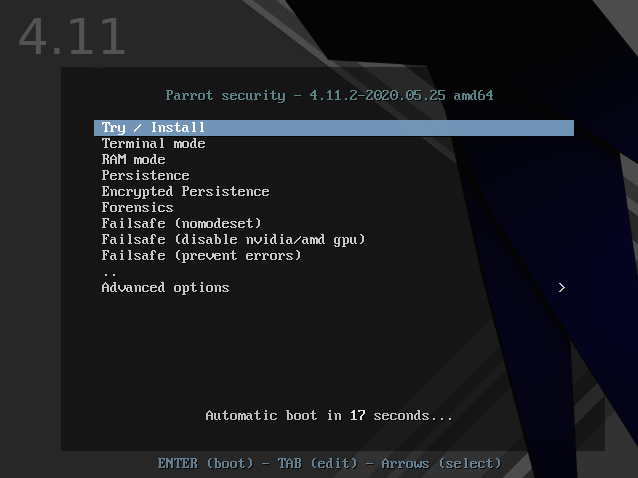 4.11
Parrot security - 4.11.2-2020.05.25 amd64
Try / Install
Terminal mode
RAM mode
Persistence
Encrypted Persistence
Forensics
Failsafe (nomodeset)
Failsafe (disable nvidia/amd gpu)
Failsafe (prevent errors)
..
Advanced options >
Automatic boot in 17 seconds...
ENTER (boot) - TAB (edit) - Arrows (select)